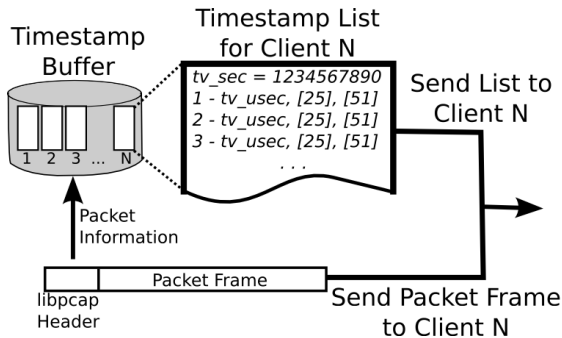 Timestamp
Buffer
1 2 3 ... N
Timestamp List
for Client N
tv_sec = 1234567890
1 - tv_usec, [25], [51]
2 - tv_usec, [25], [51]
3 - tv_usec, [25], [51]
. . .
Send List to
Client N
Packet
Information
Packet Frame
libpcap
Header
Send Packet Frame
to Client N